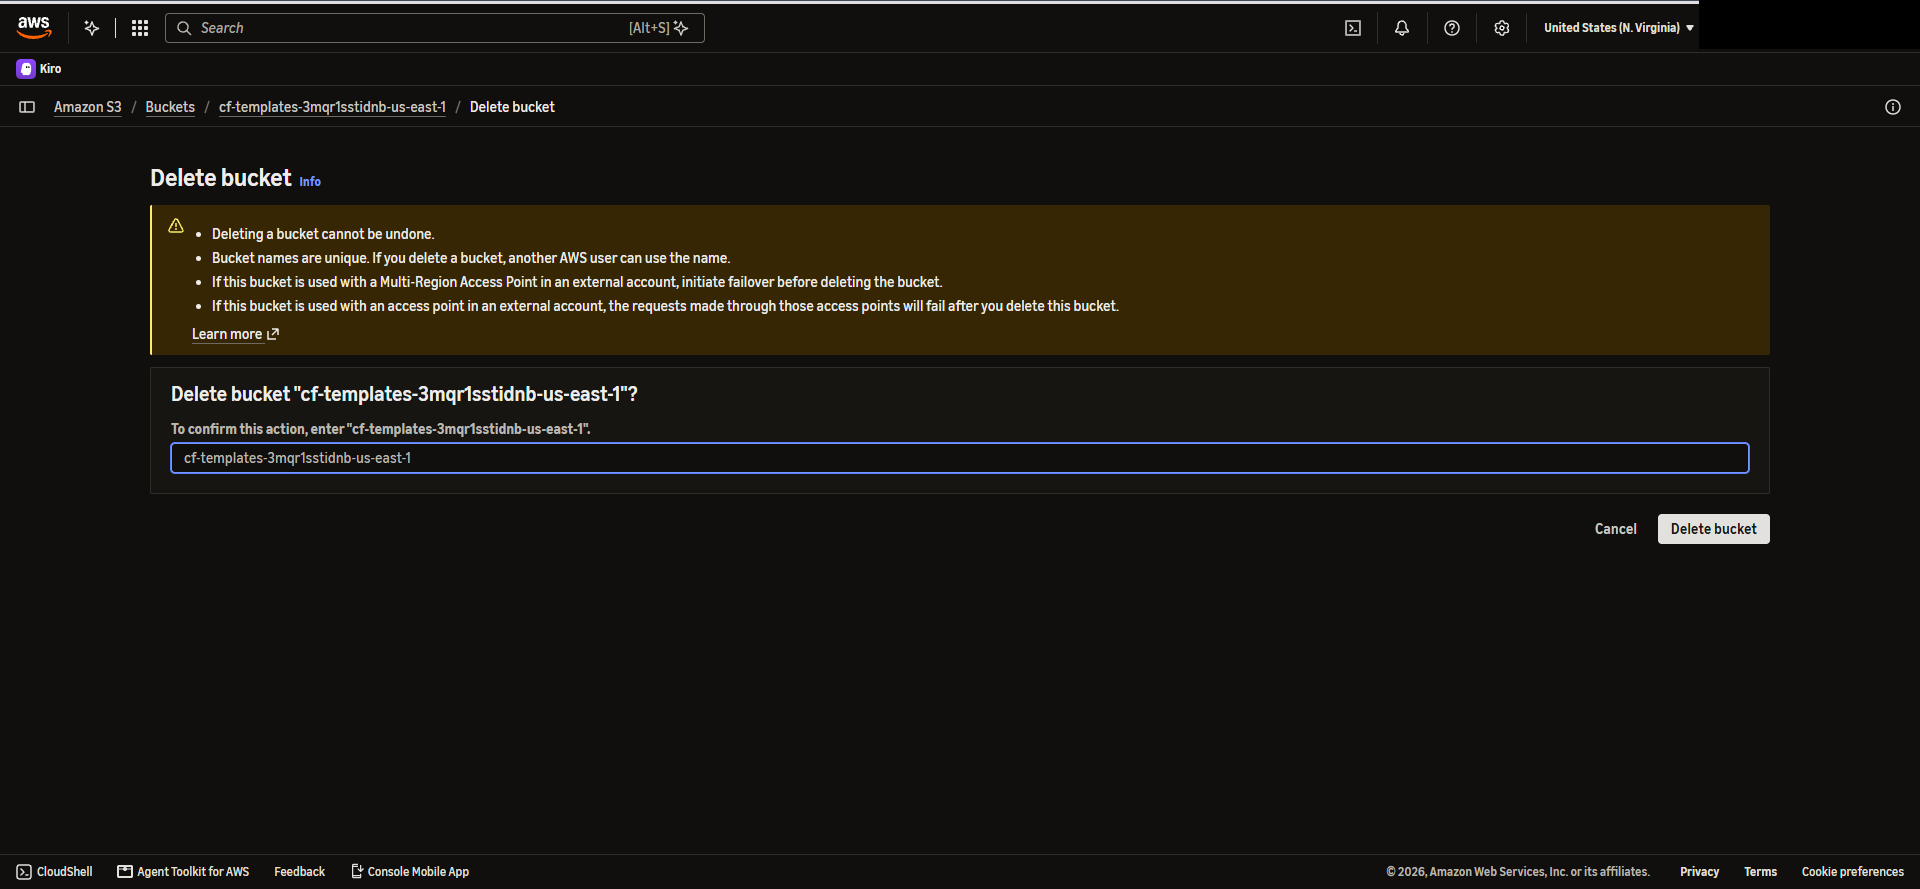 aws
Search [Alt+S]
United States (N. Virginia)
Kiro
Amazon S3 / Buckets / cf-templates-3mqr1sstidnb-us-east-1 / Delete bucket
Delete bucket Info
• Deleting a bucket cannot be undone.
• Bucket names are unique. If you delete a bucket, another AWS user can use the name.
• If this bucket is used with a Multi-Region Access Point in an external account, initiate failover before deleting the bucket.
• If this bucket is used with an access point in an external account, the requests made through those access points will fail after you delete this bucket.
Learn more
Delete bucket "cf-templates-3mqr1sstidnb-us-east-1"?
To confirm this action, enter "cf-templates-3mqr1sstidnb-us-east-1".
cf-templates-3mqr1sstidnb-us-east-1
Cancel Delete bucket
CloudShell Agent Toolkit for AWS Feedback Console Mobile App © 2026, Amazon Web Services, Inc. or its affiliates. Privacy Terms Cookie preferences